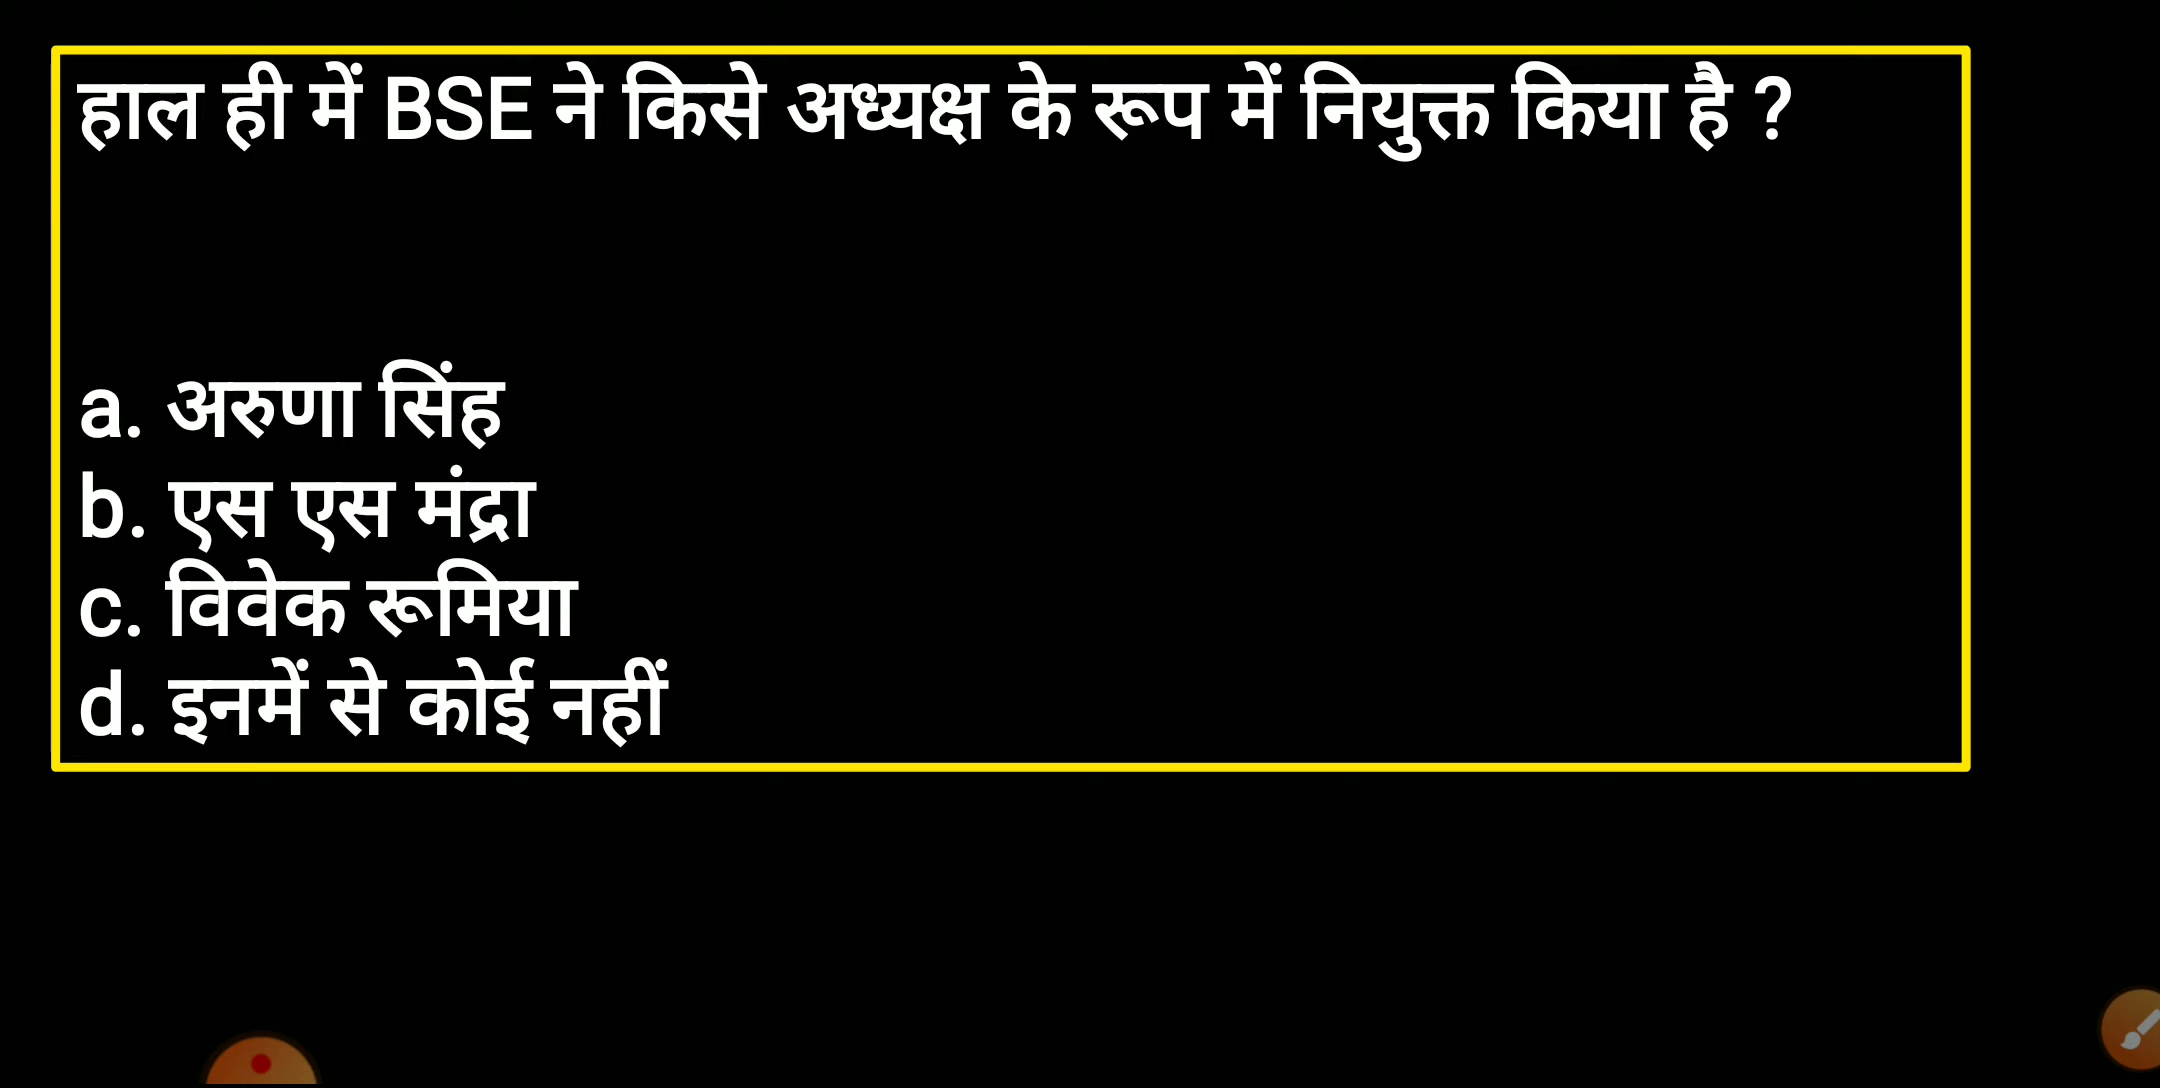 हाल ही में BSE ने किसे अध्यक्ष के रूप में नियुक्त किया है ?
a. अरुणा सिंह
b. एस एस मंद्रा
c. विवेक रूमिया
d. इनमें से कोई नहीं